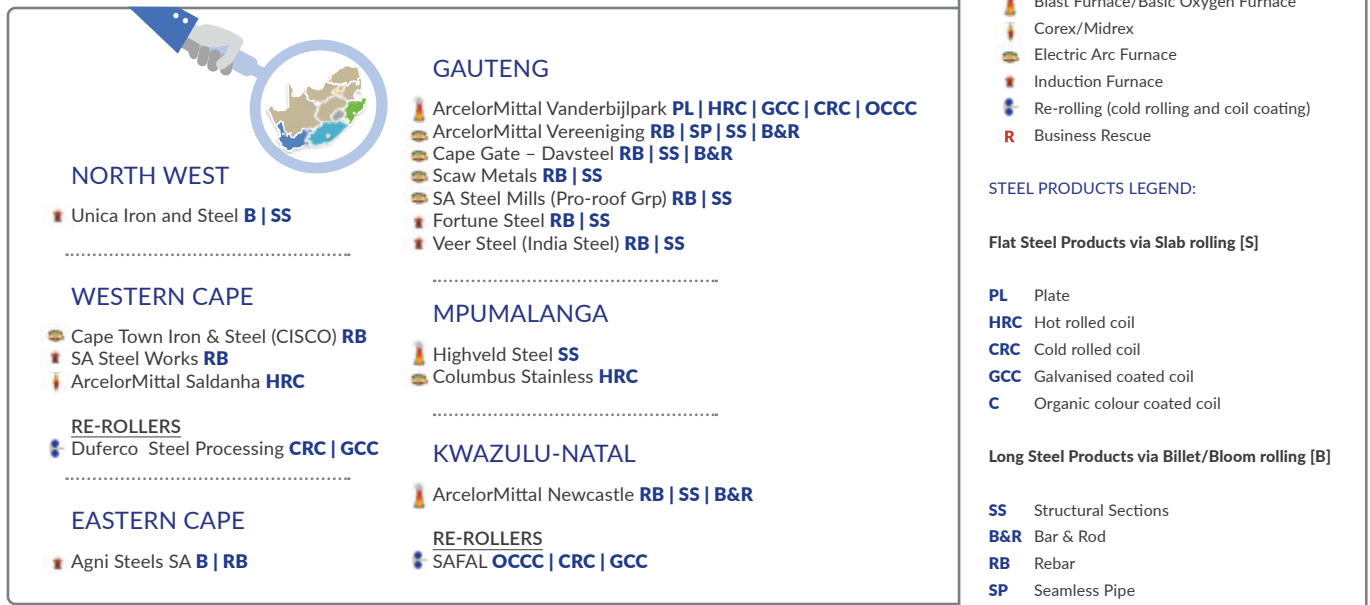 NORTH WEST
Unica Iron and Steel B | SS
WESTERN CAPE
Cape Town Iron & Steel (CISCO) RB
SA Steel Works RB
ArcelorMittal Saldanha HRC
RE-ROLLERS
Duferco Steel Processing CRC | GCC
EASTERN CAPE
Agni Steels SA B | RB
GAUTENG
ArcelorMittal Vanderbijlpark PL | HRC | GCC | CRC | OCCC
ArcelorMittal Vereeniging RB | SP | SS | B&R
Cape Gate – Davsteel RB | SS | B&R
Scaw Metals RB | SS
SA Steel Mills (Pro-roof Grp) RB | SS
Fortune Steel RB | SS
Veer Steel (India Steel) RB | SS
MPUMALANGA
Highveld Steel SS
Columbus Stainless HRC
KWAZULU-NATAL
ArcelorMittal Newcastle RB | SS | B&R
RE-ROLLERS
SAFAL OCCC | CRC | GCC
Blast Furnace/Basic Oxygen Furnace
Corex/Midrex
Electric Arc Furnace
Induction Furnace
Re-rolling (cold rolling and coil coating)
R Business Rescue
STEEL PRODUCTS LEGEND:
Flat Steel Products via Slab rolling [S]
PL Plate
HRC Hot rolled coil
CRC Cold rolled coil
GCC Galvanised coated coil
C Organic colour coated coil
Long Steel Products via Billet/Bloom rolling [B]
SS Structural Sections
B&R Bar & Rod
RB Rebar
SP Seamless Pipe